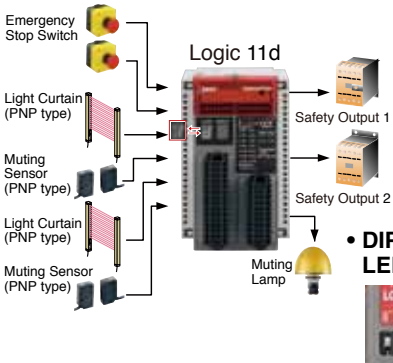 Emergency
Stop Switch
Logic 11d
Light Curtain
(PNP type)
Safety Output 1
Muting
Sensor
(PNP type)
Safety Output 2
Light Curtain
(PNP type)
• DIP
LED
Muting
Lamp
Muting Sensor
(PNP type)